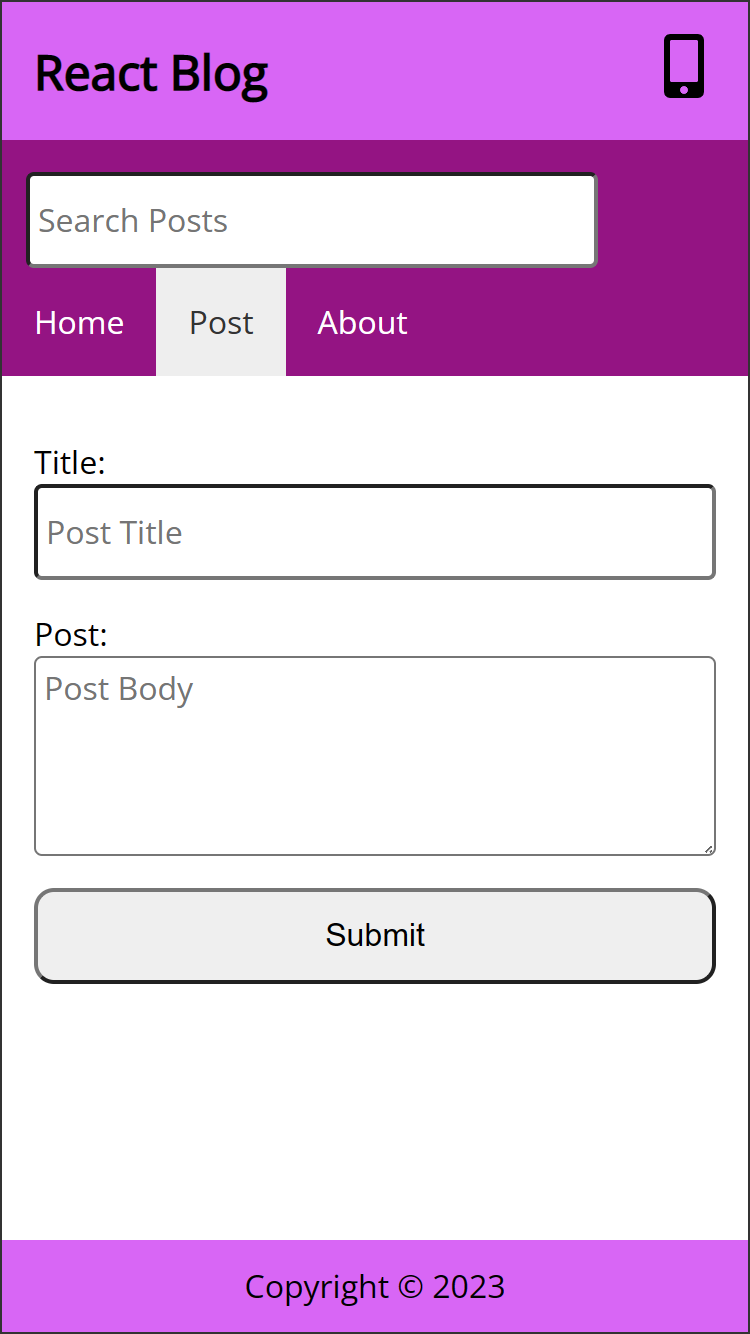 React Blog
Search Posts
Home Post About
Title:
Post Title
Post:
Post Body
Submit
Copyright © 2023